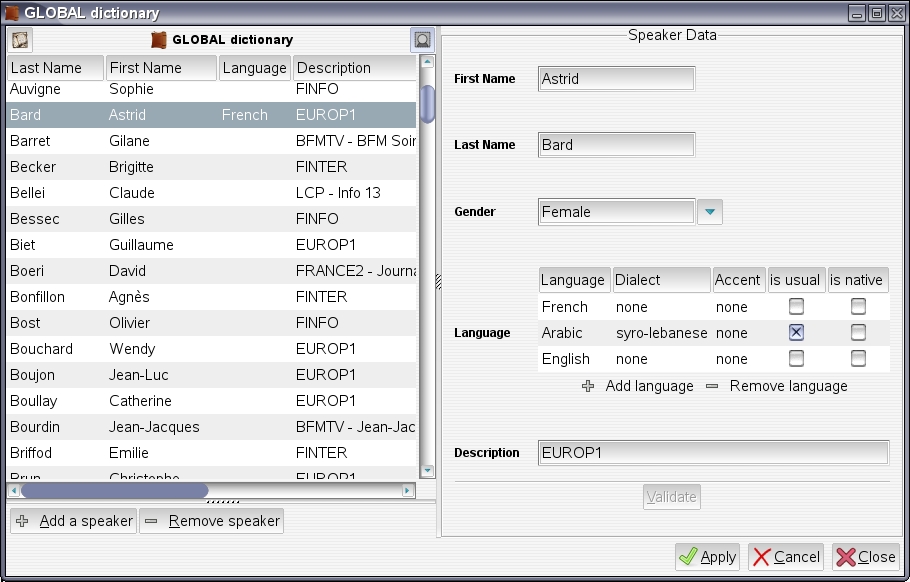 GLOBAL dictionary
GLOBAL dictionary
Last Name First Name Language Description
Auvigne Sophie FINFO
Bard Astrid French EUROP1
Barret Gilane BFMTV - BFM Soir
Becker Brigitte FINTER
Bellei Claude LCP - Info 13
Bessec Gilles FINFO
Biet Guillaume EUROP1
Boeri David FRANCE2 - Journa
Bonfillon Agnès FINTER
Bost Olivier FINFO
Bouchard Wendy EUROP1
Boujon Jean-Luc EUROP1
Boullay Catherine EUROP1
Bourdin Jean-Jacques BFMTV - Jean-Jac
Briffod Emilie FINTER
Brun Christophe EUROP1
Add a speaker Remove speaker
Speaker Data
First Name Astrid
Last Name Bard
Gender Female
Language Dialect Accent is usual is native
French none none
Language
Arabic syro-lebanese none
English none none
Add language Remove language
Description EUROP1
Validate
Apply Cancel Close